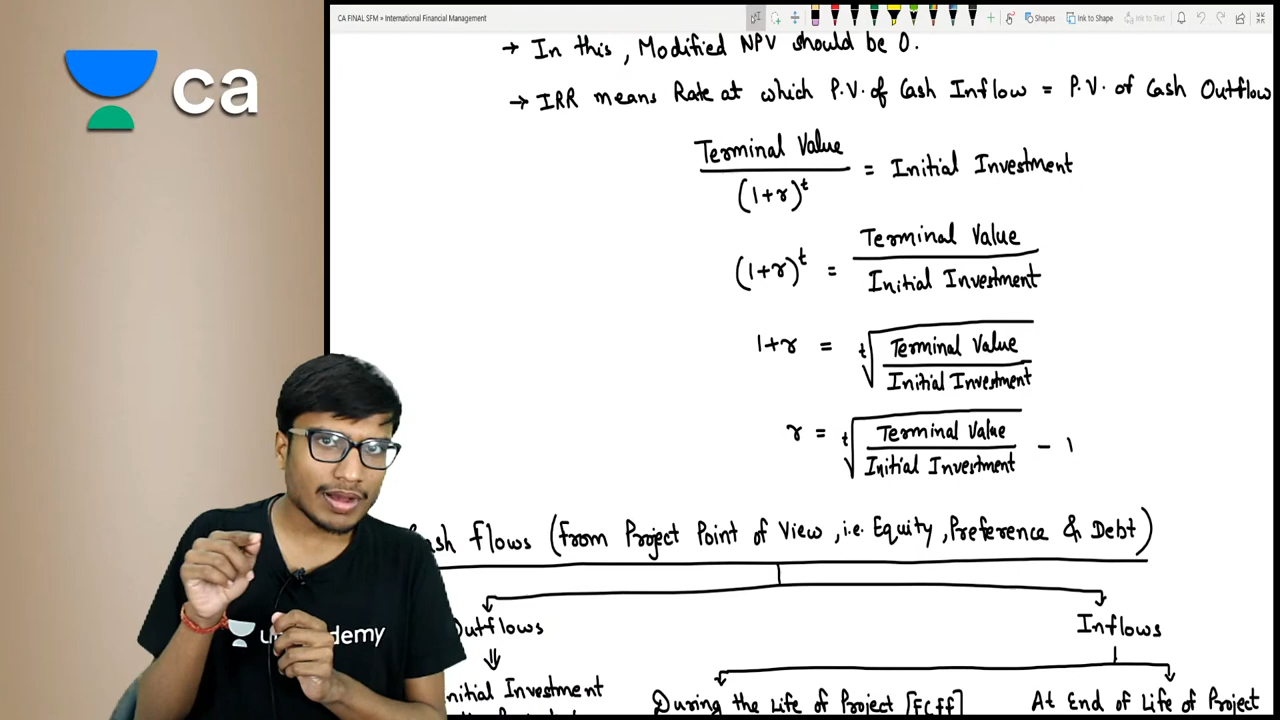 CA FINAL SFM » International Financial Management
Shapes
Ink to Shape
Ink to Text
ca
→ In this, Modified NPV should be 0.
→ IRR means Rate at which P.V. of Cash Inflow = P.V. of Cash Outflow
Terminal Value
(1+r)^t
= Initial Investment
(1+r)^t = Terminal Value
Initial Investment
1+r = t√ Terminal Value
Initial Investment
r = t√ Terminal Value
Initial Investment
- 1
ash flows (from Project Point of View, i.e. Equity, Preference & Debt)
Outflows
Inflows
nitial Investment
During the Life of Project [FCFF]
At End of Life of Project
demy